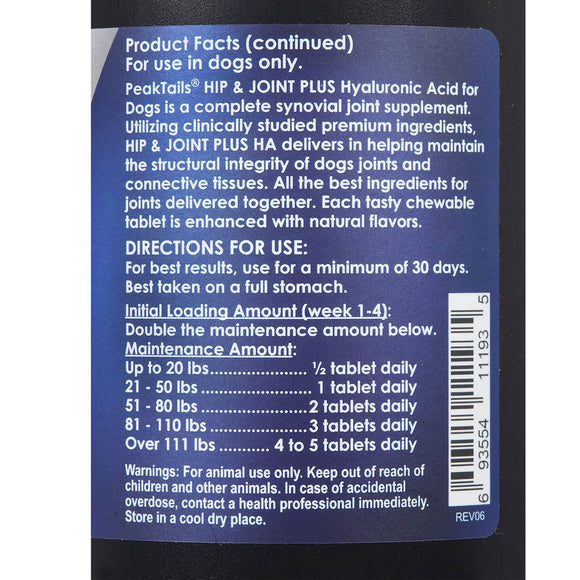 Product Facts (continued)
For use in dogs only.
PeakTails® HIP & JOINT PLUS Hyaluronic Acid for
Dogs is a complete synovial joint supplement.
Utilizing clinically studied premium ingredients,
HIP & JOINT PLUS HA delivers in helping maintain
the structural integrity of dogs joints and
connective tissues. All the best ingredients for
joints delivered together. Each tasty chewable
tablet is enhanced with natural flavors.
DIRECTIONS FOR USE:
For best results, use for a minimum of 30 days.
Best taken on a full stomach.
Initial Loading Amount (week 1-4):
Double the maintenance amount below.
Maintenance Amount:
Up to 20 lbs.................. ½ tablet daily
21 - 50 lbs .................... 1 tablet daily
51 - 80 lbs ................... 2 tablets daily
81 - 110 lbs ................. 3 tablets daily
Over 111 lbs .......... 4 to 5 tablets daily
Warnings: For animal use only. Keep out of reach of
children and other animals. In case of accidental
overdose, contact a health professional immediately.
Store in a cool dry place.
6 93554 11193 5
REV06